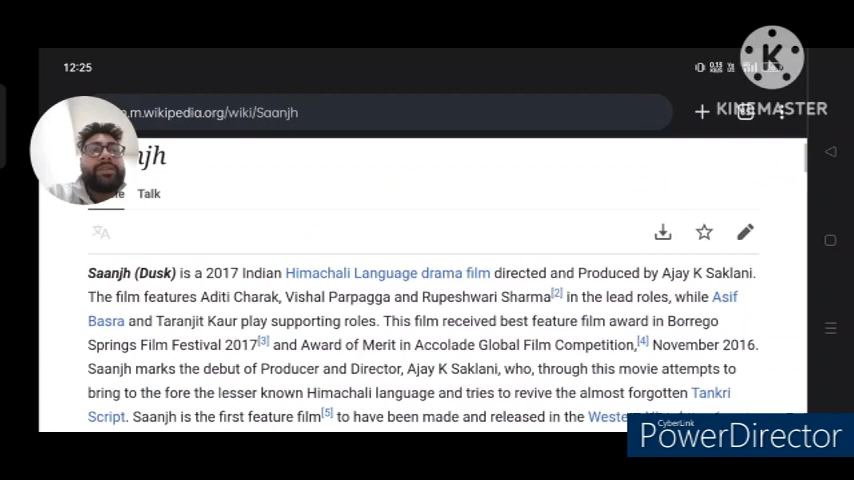 12:25
K
KINEMASTER
.m.wikipedia.org/wiki/Saanjh
njh
Talk
Saanjh (Dusk) is a 2017 Indian Himachali Language drama film directed and Produced by Ajay K Saklani.
The film features Aditi Charak, Vishal Parpagga and Rupeshwari Sharma[2] in the lead roles, while Asif
Basra and Taranjit Kaur play supporting roles. This film received best feature film award in Borrego
Springs Film Festival 2017[3] and Award of Merit in Accolade Global Film Competition,[4] November 2016.
Saanjh marks the debut of Producer and Director, Ajay K Saklani, who, through this movie attempts to
bring to the fore the lesser known Himachali language and tries to revive the almost forgotten Tankri
Script. Saanjh is the first feature film[5] to have been made and released in the
CyberLink
PowerDirector